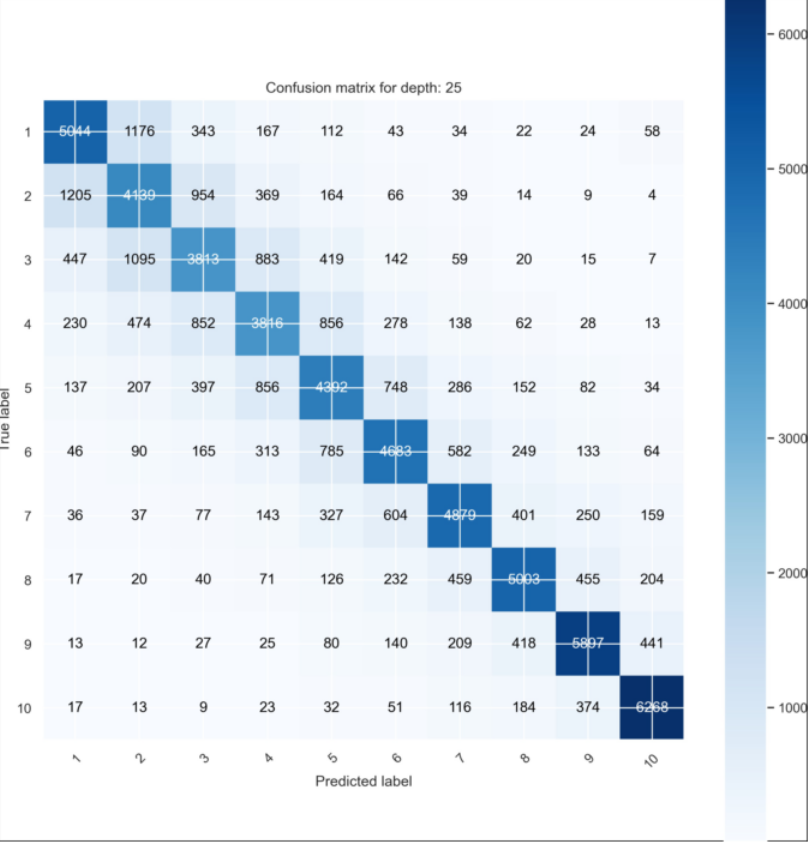 6000
Confusion matrix for depth: 25
1 5044 1176 343 167 112 43 34 22 24 58
5000
2 1205 4139 954 369 164 66 39 14 9 4
3 447 1095 3813 883 419 142 59 20 15 7
4000
4 230 474 852 3816 856 278 138 62 28 13
5 137 207 397 856 4392 748 286 152 82 34
True label
3000
6 46 90 165 313 785 4683 582 249 133 64
7 36 37 77 143 327 604 4879 401 250 159
2000
8 17 20 40 71 126 232 459 5003 455 204
9 13 12 27 25 80 140 209 418 5897 441
1000
10 17 13 9 23 32 51 116 184 374 6268
1 2 3 4 5 6 7 8 9 10
Predicted label